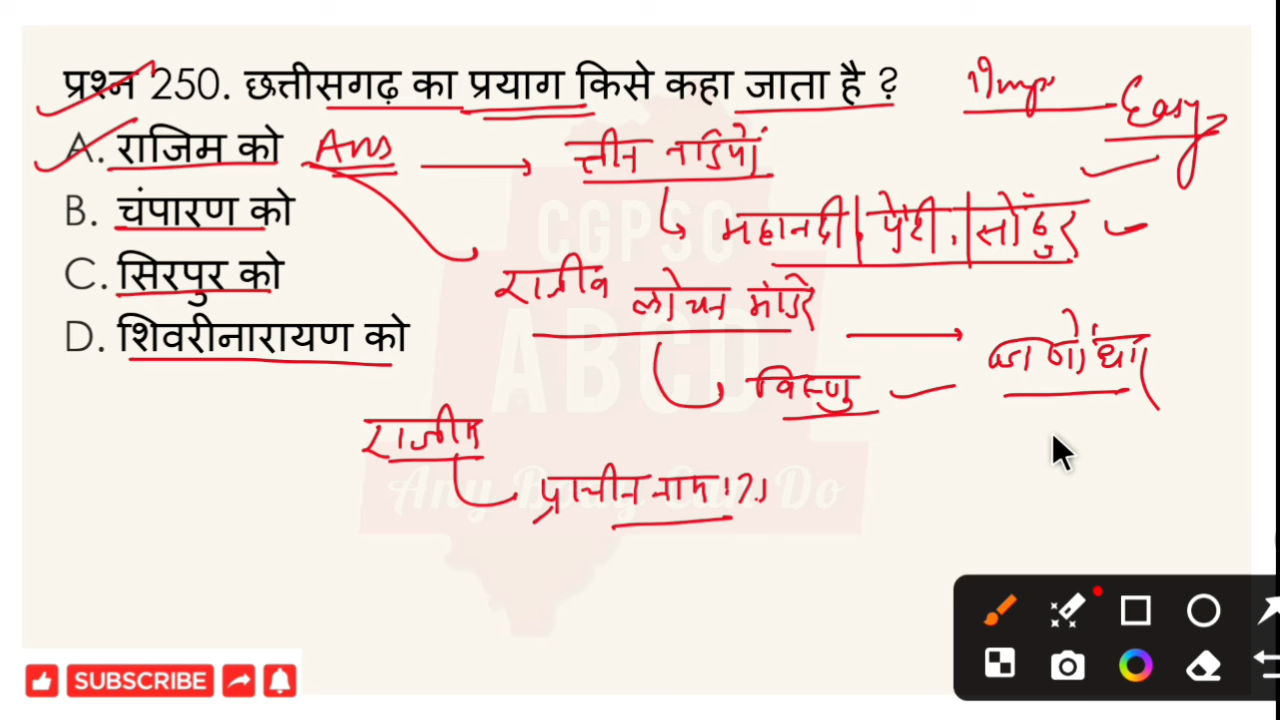 प्रश्न 250. छत्तीसगढ़ का प्रयाग किसे कहा जाता है ?
Imp
Easy
A. राजिम को
Ans
तीन नदियों
B. चंपारण को
महानदी, पैरी, सोंढुर
C. सिरपुर को
राजीव लोचन मंदिर
D. शिवरीनारायण को
विष्णु
राजीम
प्राचीन नाम ?
CGPSC
ABCD
Any Body Can Do
SUBSCRIBE